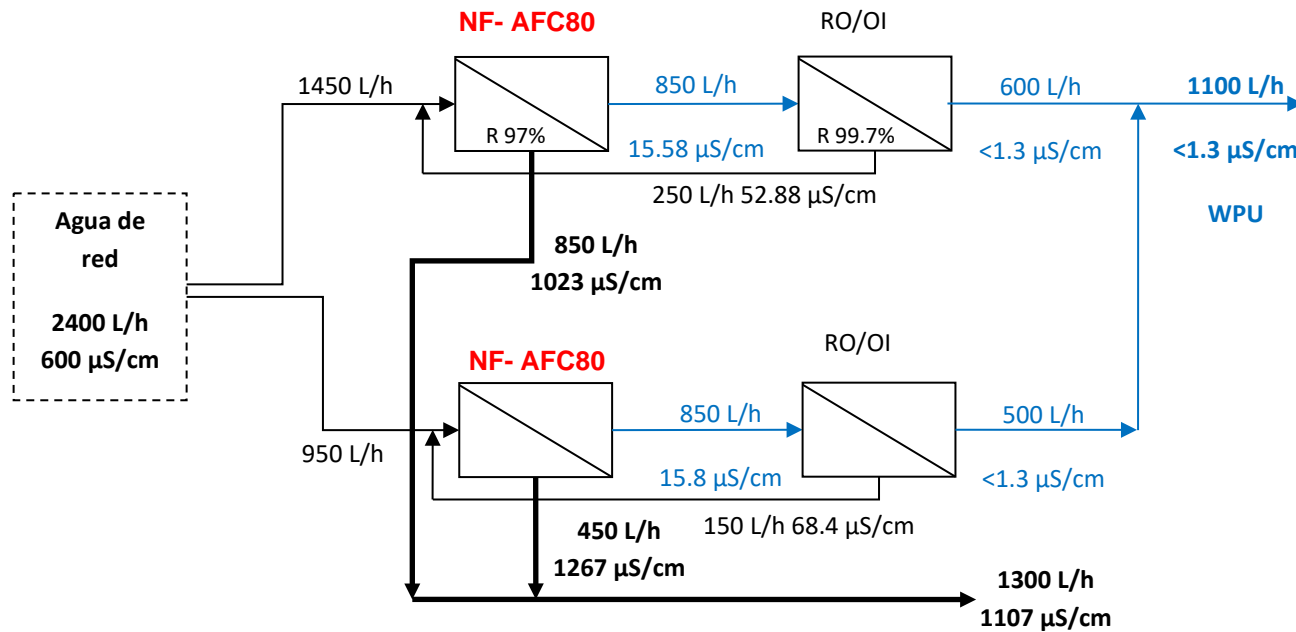 NF- AFC80
RO/OI
1450 L/h
850 L/h
600 L/h
1100 L/h
R 97%
R 99.7%
15.58 µS/cm
<1.3 µS/cm
<1.3 µS/cm
250 L/h 52.88 µS/cm
WPU
Agua de
red
2400 L/h
600 µS/cm
850 L/h
1023 µS/cm
NF- AFC80
RO/OI
850 L/h
500 L/h
950 L/h
15.8 µS/cm
<1.3 µS/cm
150 L/h 68.4 µS/cm
450 L/h
1267 µS/cm
1300 L/h
1107 µS/cm